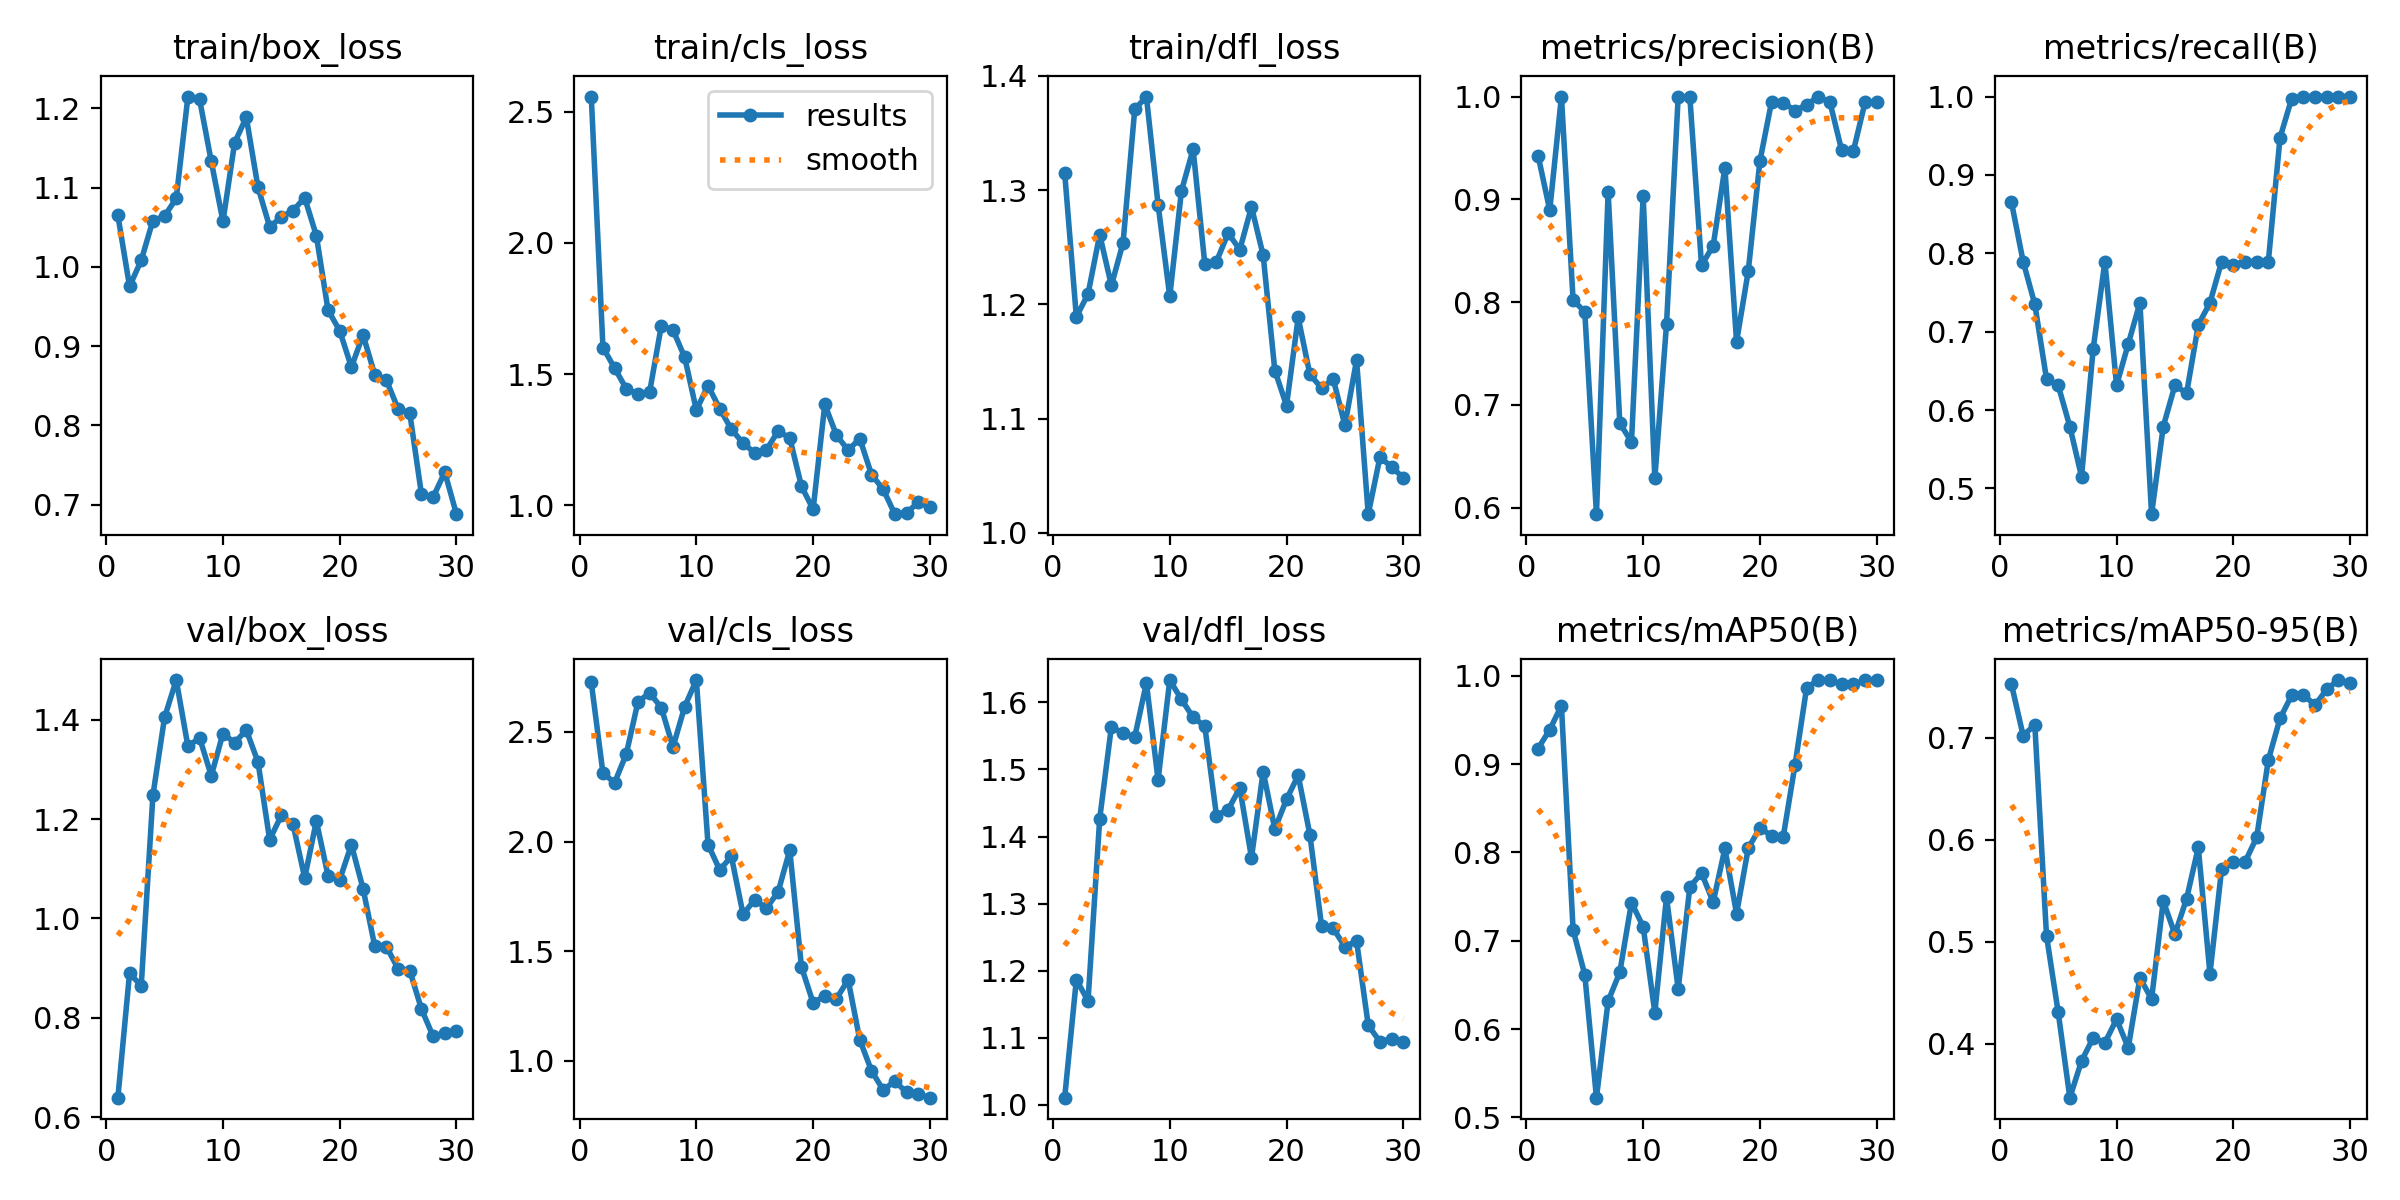 train/box_loss
train/cls_loss
train/dfl_loss
metrics/precision(B)
metrics/recall(B)
1.2
1.1
1.0
0.9
0.8
0.7
0 10 20 30
2.5
2.0
1.5
1.0
0 10 20 30
results
smooth
1.4
1.3
1.2
1.1
1.0
0 10 20 30
1.0
0.9
0.8
0.7
0.6
0 10 20 30
1.0
0.9
0.8
0.7
0.6
0.5
0 10 20 30
val/box_loss
val/cls_loss
val/dfl_loss
metrics/mAP50(B)
metrics/mAP50-95(B)
1.4
1.2
1.0
0.8
0.6
0 10 20 30
2.5
2.0
1.5
1.0
0 10 20 30
1.6
1.5
1.4
1.3
1.2
1.1
1.0
0 10 20 30
1.0
0.9
0.8
0.7
0.6
0.5
0 10 20 30
0.7
0.6
0.5
0.4
0 10 20 30